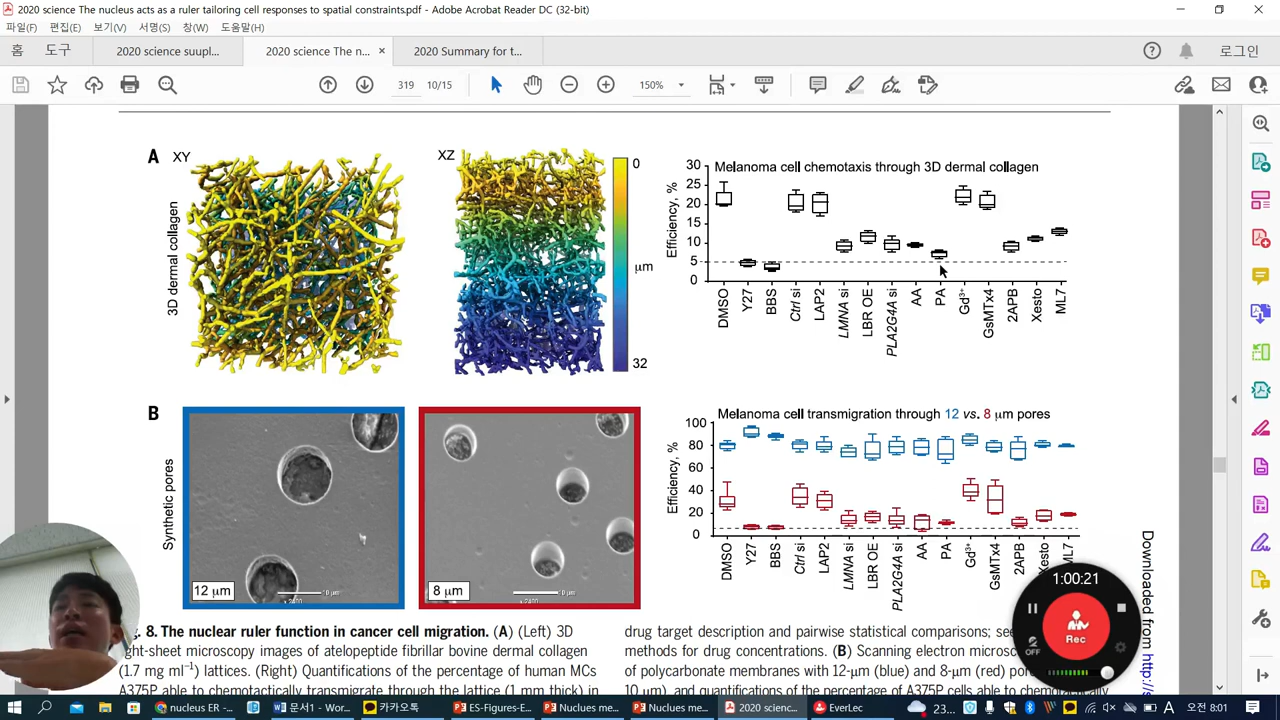 2020 science The nucleus acts as a ruler tailoring cell responses to spatial constraints.pdf - Adobe Acrobat Reader DC (32-bit)
파일(F) 편집(E) 보기(V) 서명(S) 창(W) 도움말(H)
홈 도구 2020 science suupl... 2020 science The n... × 2020 Summary for t... 로그인
319 10/15 150%
A XY XZ
3D dermal collagen
0
μm
32
Melanoma cell chemotaxis through 3D dermal collagen
Efficiency, %
30
25
20
15
10
5
0
DMSO Y27 BBS Ctrl si LAP2 LMNA si LBR OE PLA2G4A si AA PA Gd³⁺ GsMTx4 2APB Xesto ML7
B
Synthetic pores
12 μm
10 μm
8 μm
10 μm
Melanoma cell transmigration through 12 vs. 8 μm pores
Efficiency, %
100
80
60
40
20
0
DMSO Y27 BBS Ctrl si LAP2 LMNA si LBR OE PLA2G4A si AA PA Gd³⁺ GsMTx4 2APB Xesto ML7
Downloaded from http://s
g. 8. The nuclear ruler function in cancer cell migration. (A) (Left) 3D
ght-sheet microscopy images of atelopeptide fibrillar bovine dermal collagen
(1.7 mg ml⁻¹) lattices. (Right) Quantifications of the percentage of human MCs
A375P able to chemotactically transmigrate through the lattice (1 mm thick) in
drug target description and pairwise statistical comparisons; see
methods for drug concentrations. (B) Scanning electron microsco
of polycarbonate membranes with 12-μm (blue) and 8-μm (red) por
10 μm), and quantifications of the percentage of A375P cells able to chemotactically
1:00:21
Rec
OFF
nucleus ER -... 문서1 - Wor... 카카오톡 ES-Figures-E... Nuclues me... Nuclues me... 2020 scienc... EverLec 23... A 오전 8:01